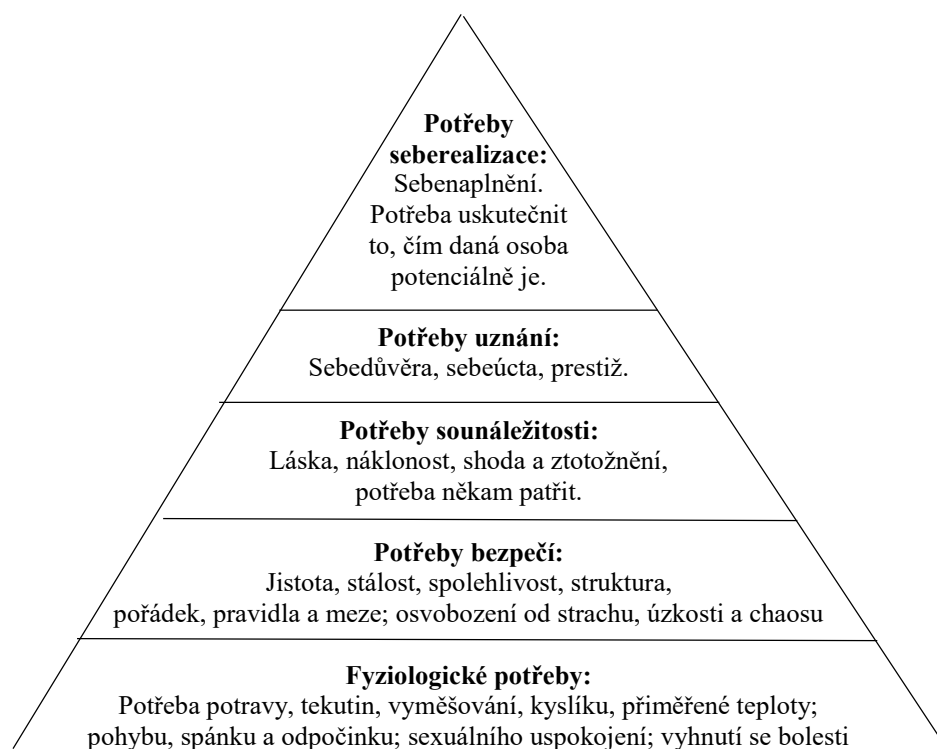 Potřeby
seberealizace:
Sebenaplnění.
Potřeba uskutečnit
to, čím daná osoba
potenciálně je.
Potřeby uznání:
Sebedůvěra, sebeúcta, prestiž.
Potřeby sounáležitosti:
Láska, náklonost, shoda a ztotožnění,
potřeba někam patřit.
Potřeby bezpečí:
Jistota, stálost, spolehlivost, struktura,
pořádek, pravidla a meze; osvobození od strachu, úzkosti a chaosu
Fyziologické potřeby:
Potřeba potravy, tekutin, vyměšování, kyslíku, přiměřené teploty;
pohybu, spánku a odpočinku; sexuálního uspokojení; vyhnutí se bolesti